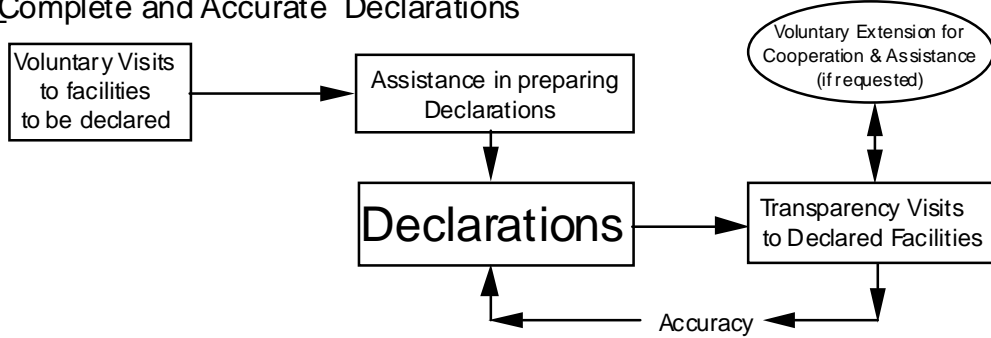 Complete and Accurate Declarations
Voluntary Visits
to facilities
to be declared
Assistance in preparing
Declarations
Voluntary Extension for
Cooperation & Assistance
(if requested)
Declarations
Transparency Visits
to Declared Facilities
Accuracy